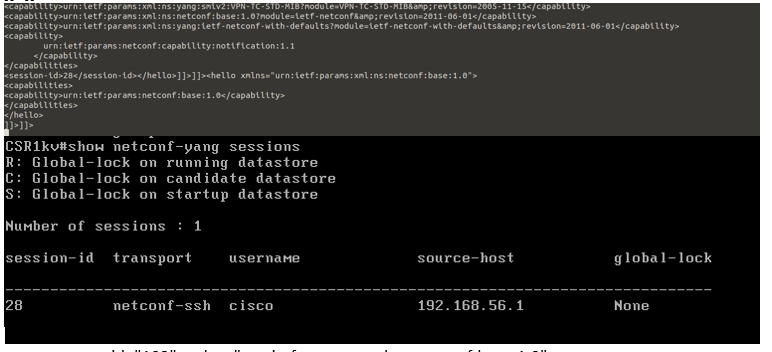 <capability>urn:ietf:params:xml:ns:yang:smiv2:VPN-TC-STD-MIB?module=VPN-TC-STD-MIB&amp;revision=2005-11-15</capability>
<capability>urn:ietf:params:xml:ns:netconf:base:1.0?module=ietf-netconf&amp;revision=2011-06-01</capability>
<capability>urn:ietf:params:xml:ns:yang:ietf-netconf-with-defaults?module=ietf-netconf-with-defaults&amp;revision=2011-06-01</capability>
<capability>
urn:ietf:params:netconf:capability:notification:1.1
</capability>
</capabilities>
<session-id>28</session-id></hello>]]>]]><hello xmlns="urn:ietf:params:xml:ns:netconf:base:1.0">
<capabilities>
<capability>urn:ietf:params:netconf:base:1.0</capability>
</capabilities>
</hello>
]]>]]>
CSR1kv#show netconf-yang sessions
R: Global-lock on running datastore
C: Global-lock on candidate datastore
S: Global-lock on startup datastore
Number of sessions : 1
session-id transport username source-host global-lock
--------------------------------------------------------------------------------
28 netconf-ssh cisco 192.168.56.1 None